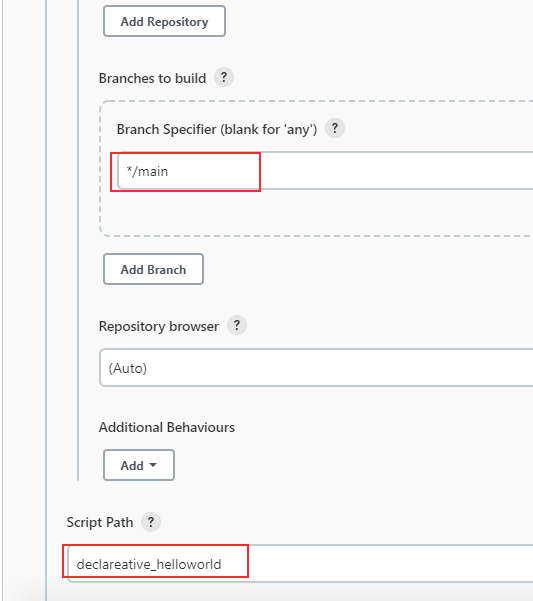 Add Repository
Branches to build ?
Branch Specifier (blank for 'any') ?
*/main
Add Branch
Repository browser ?
(Auto)
Additional Behaviours
Add
Script Path ?
declareative_helloworld